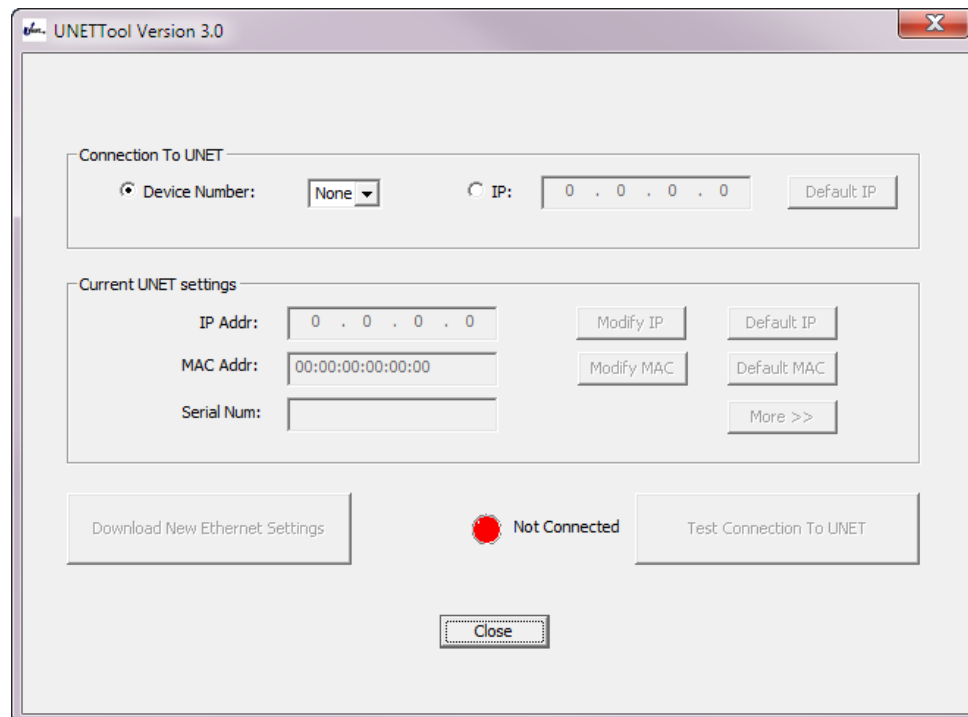 UNETTool Version 3.0
Connection To UNET
Device Number: None IP: 0 . 0 . 0 . 0 Default IP
Current UNET settings
IP Addr: 0 . 0 . 0 . 0 Modify IP Default IP
MAC Addr: 00:00:00:00:00:00 Modify MAC Default MAC
Serial Num: More >>
Download New Ethernet Settings Not Connected Test Connection To UNET
Close